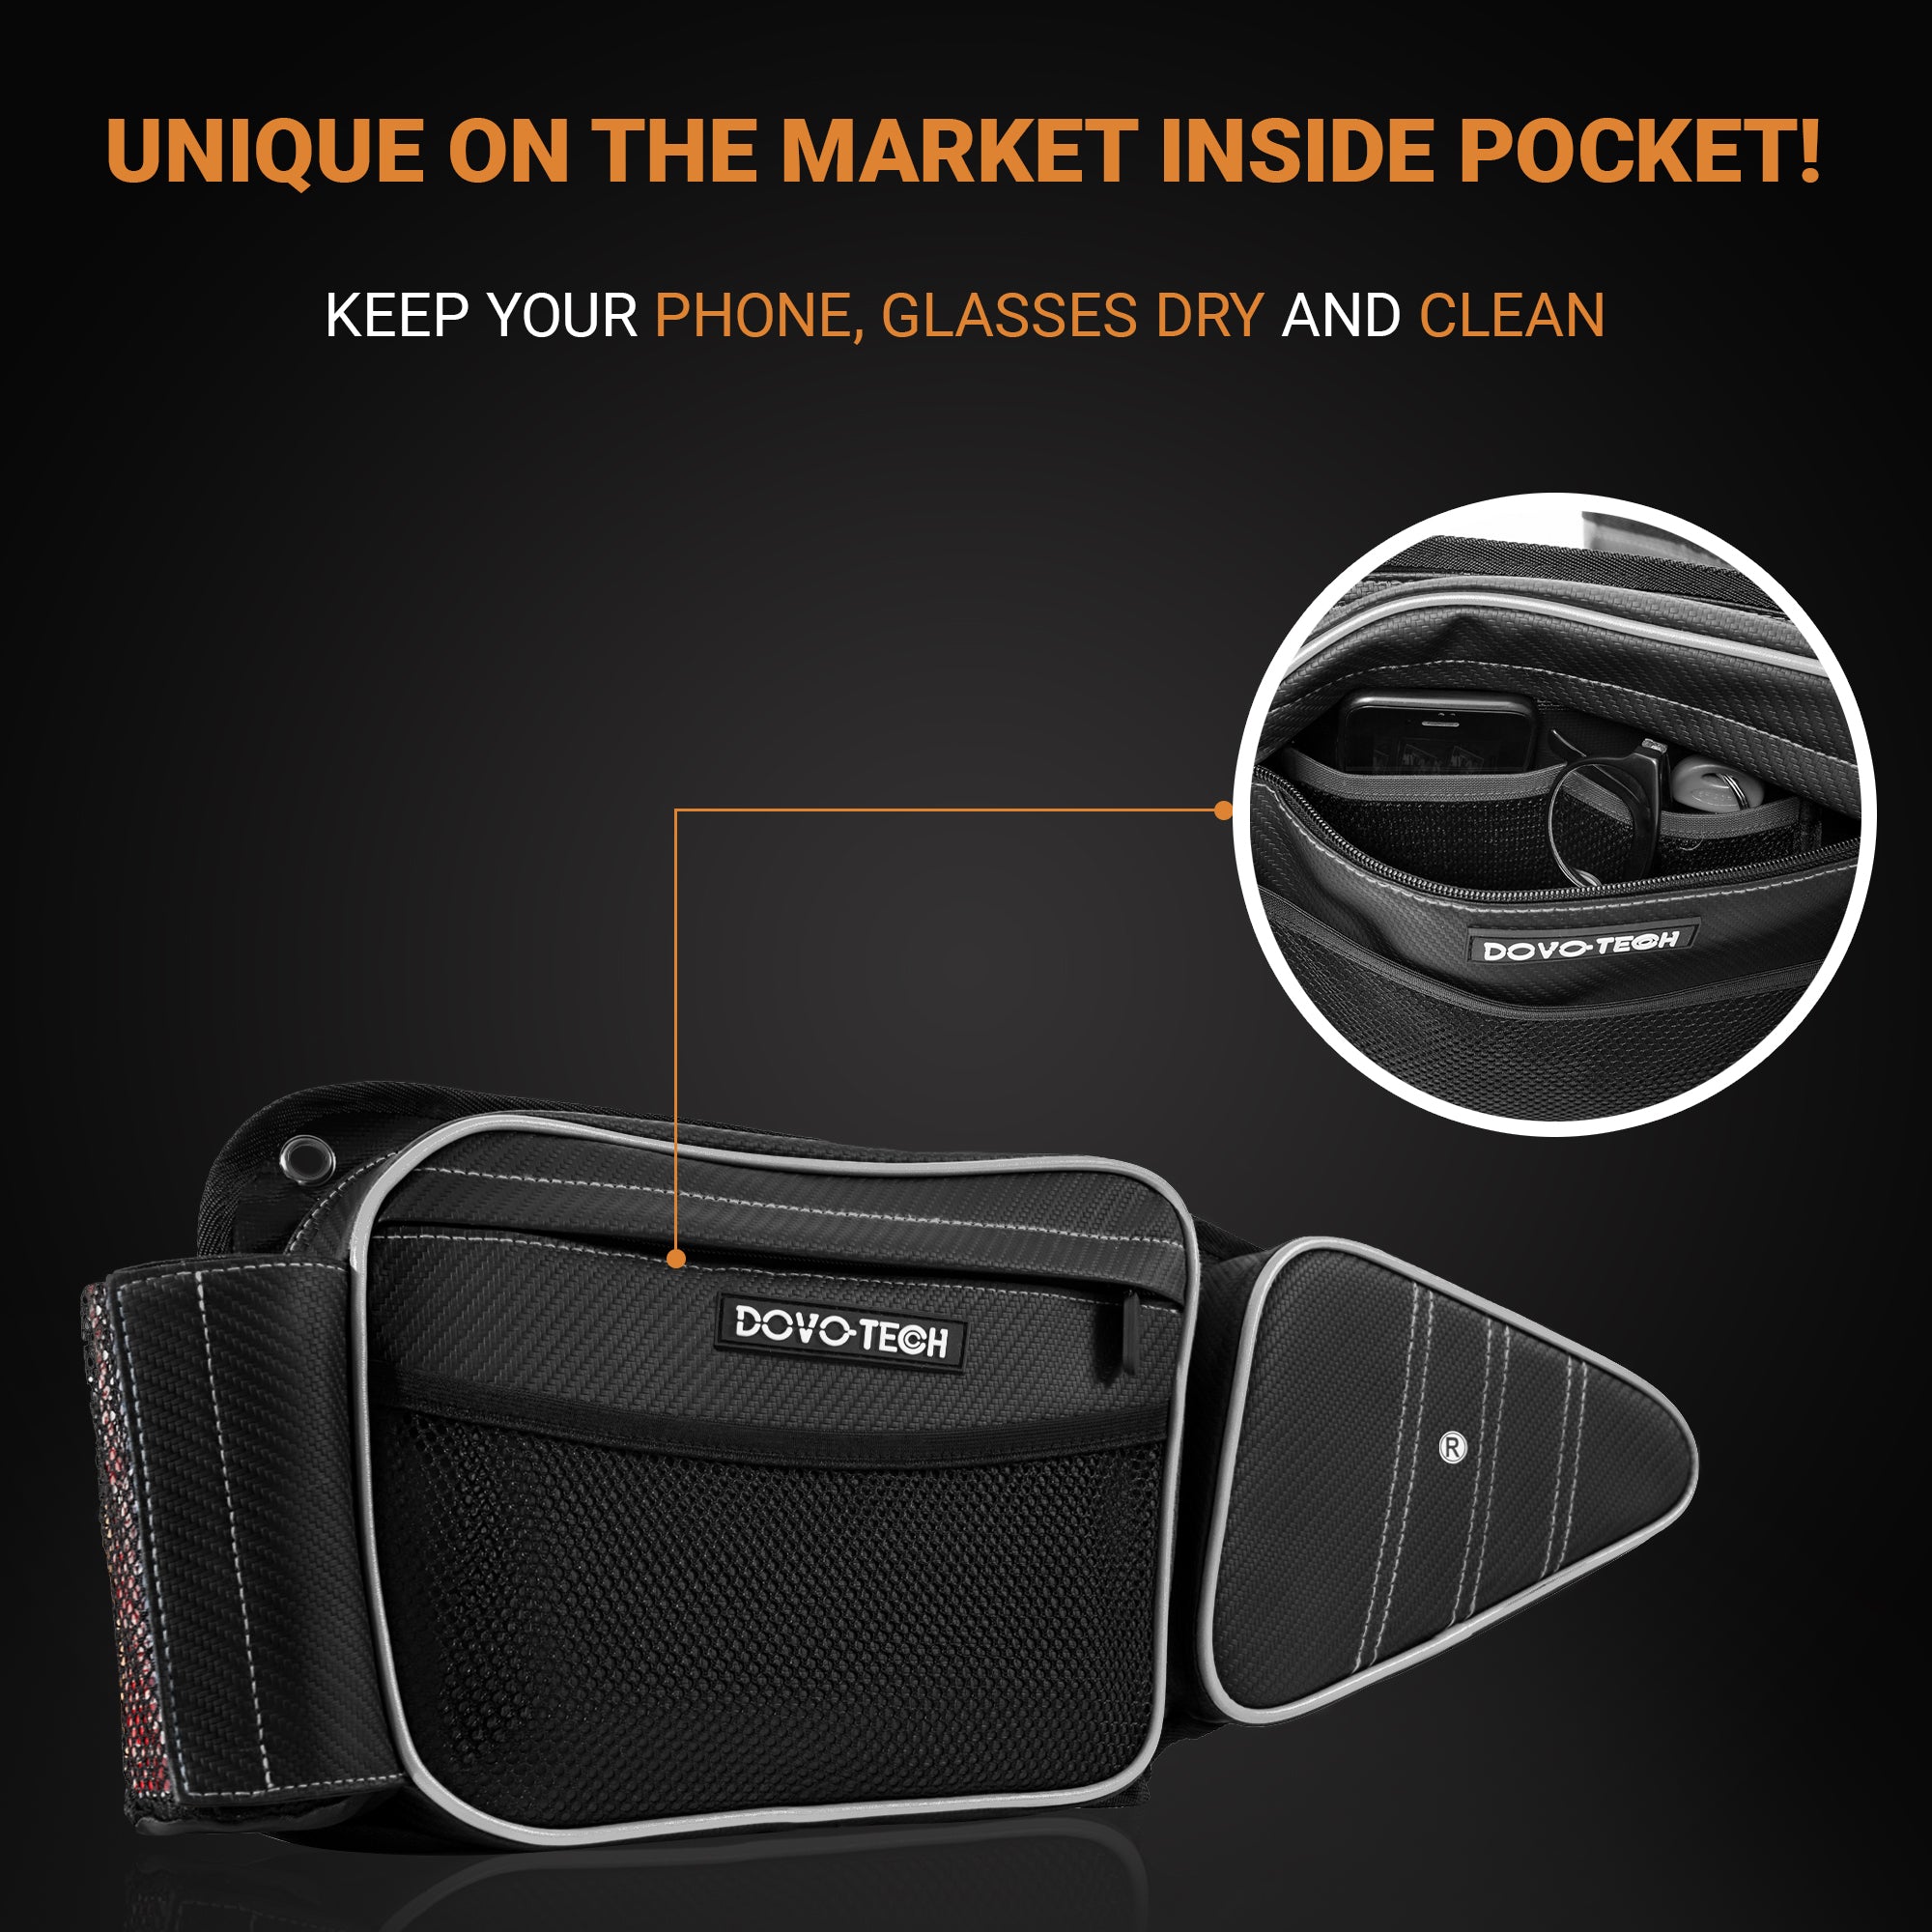 UNIQUE ON THE MARKET INSIDE POCKET!
KEEP YOUR PHONE, GLASSES DRY AND CLEAN
DOVO-TECH
DOVO-TECH
R